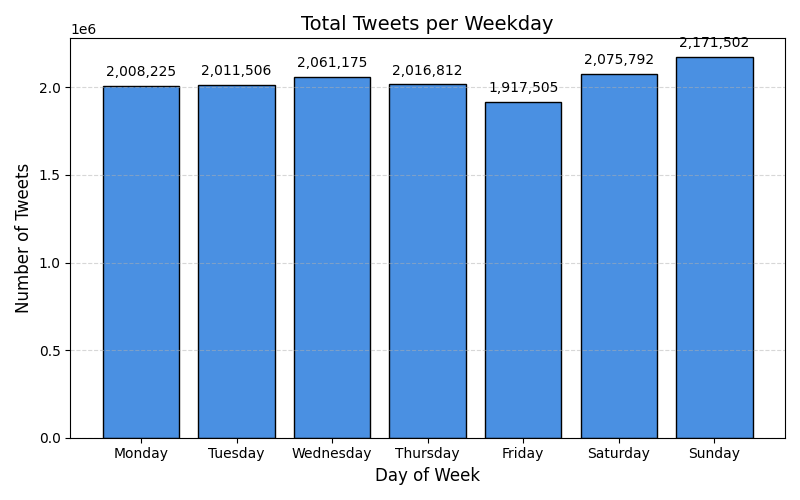 Total Tweets per Weekday
1e6
2,008,225
2,011,506
2,061,175
2,016,812
1,917,505
2,075,792
2,171,502
Number of Tweets
2.0
1.5
1.0
0.5
0.0
Monday
Tuesday
Wednesday
Thursday
Friday
Saturday
Sunday
Day of Week